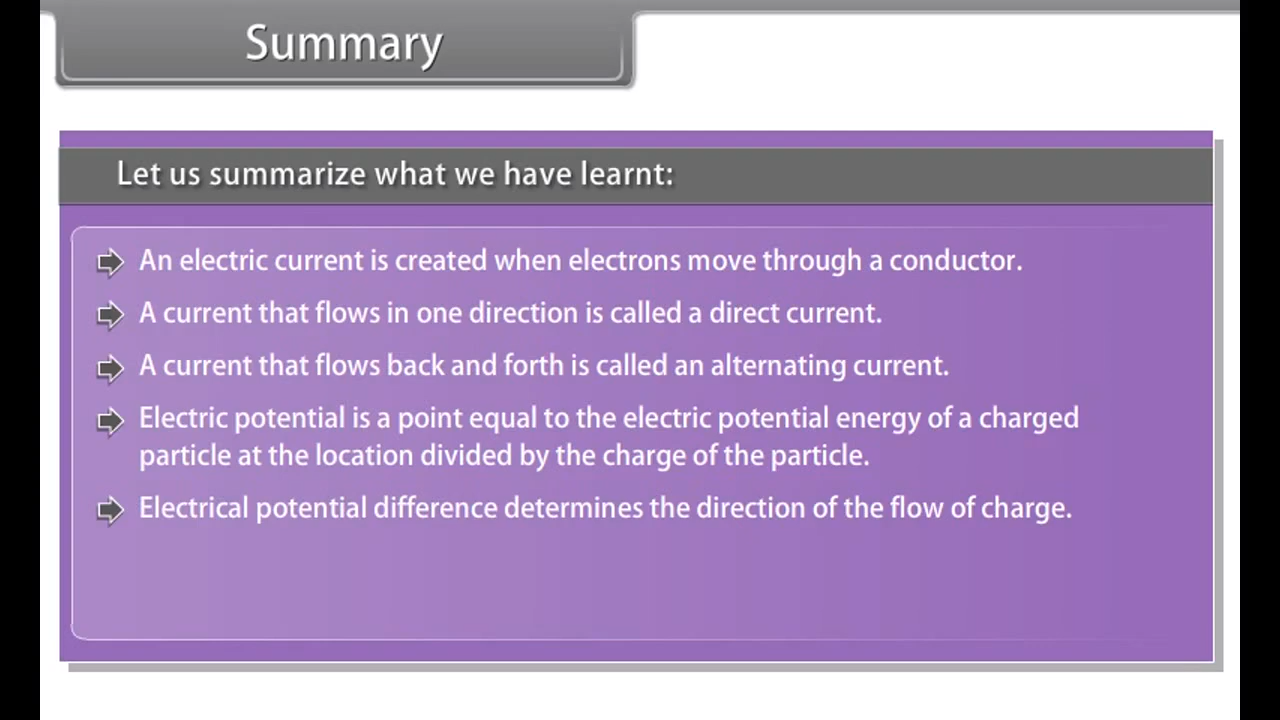 Summary
Let us summarize what we have learnt:
An electric current is created when electrons move through a conductor.
A current that flows in one direction is called a direct current.
A current that flows back and forth is called an alternating current.
Electric potential is a point equal to the electric potential energy of a charged
particle at the location divided by the charge of the particle.
Electrical potential difference determines the direction of the flow of charge.